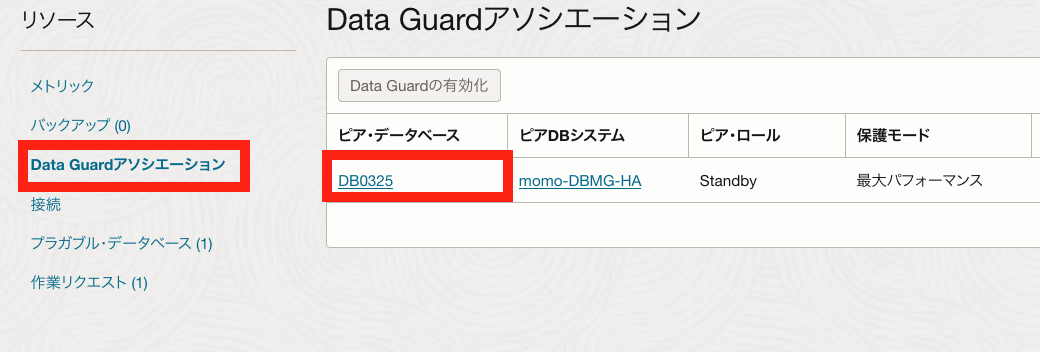 リソース
Data Guardアソシエーション
メトリック
バックアップ (0)
Data Guardアソシエーション
接続
プラガブル・データベース (1)
作業リクエスト (1)
Data Guardの有効化
ピア・データベース ピアDBシステム ピア・ロール 保護モード
DB0325 momo-DBMG-HA Standby 最大パフォーマンス